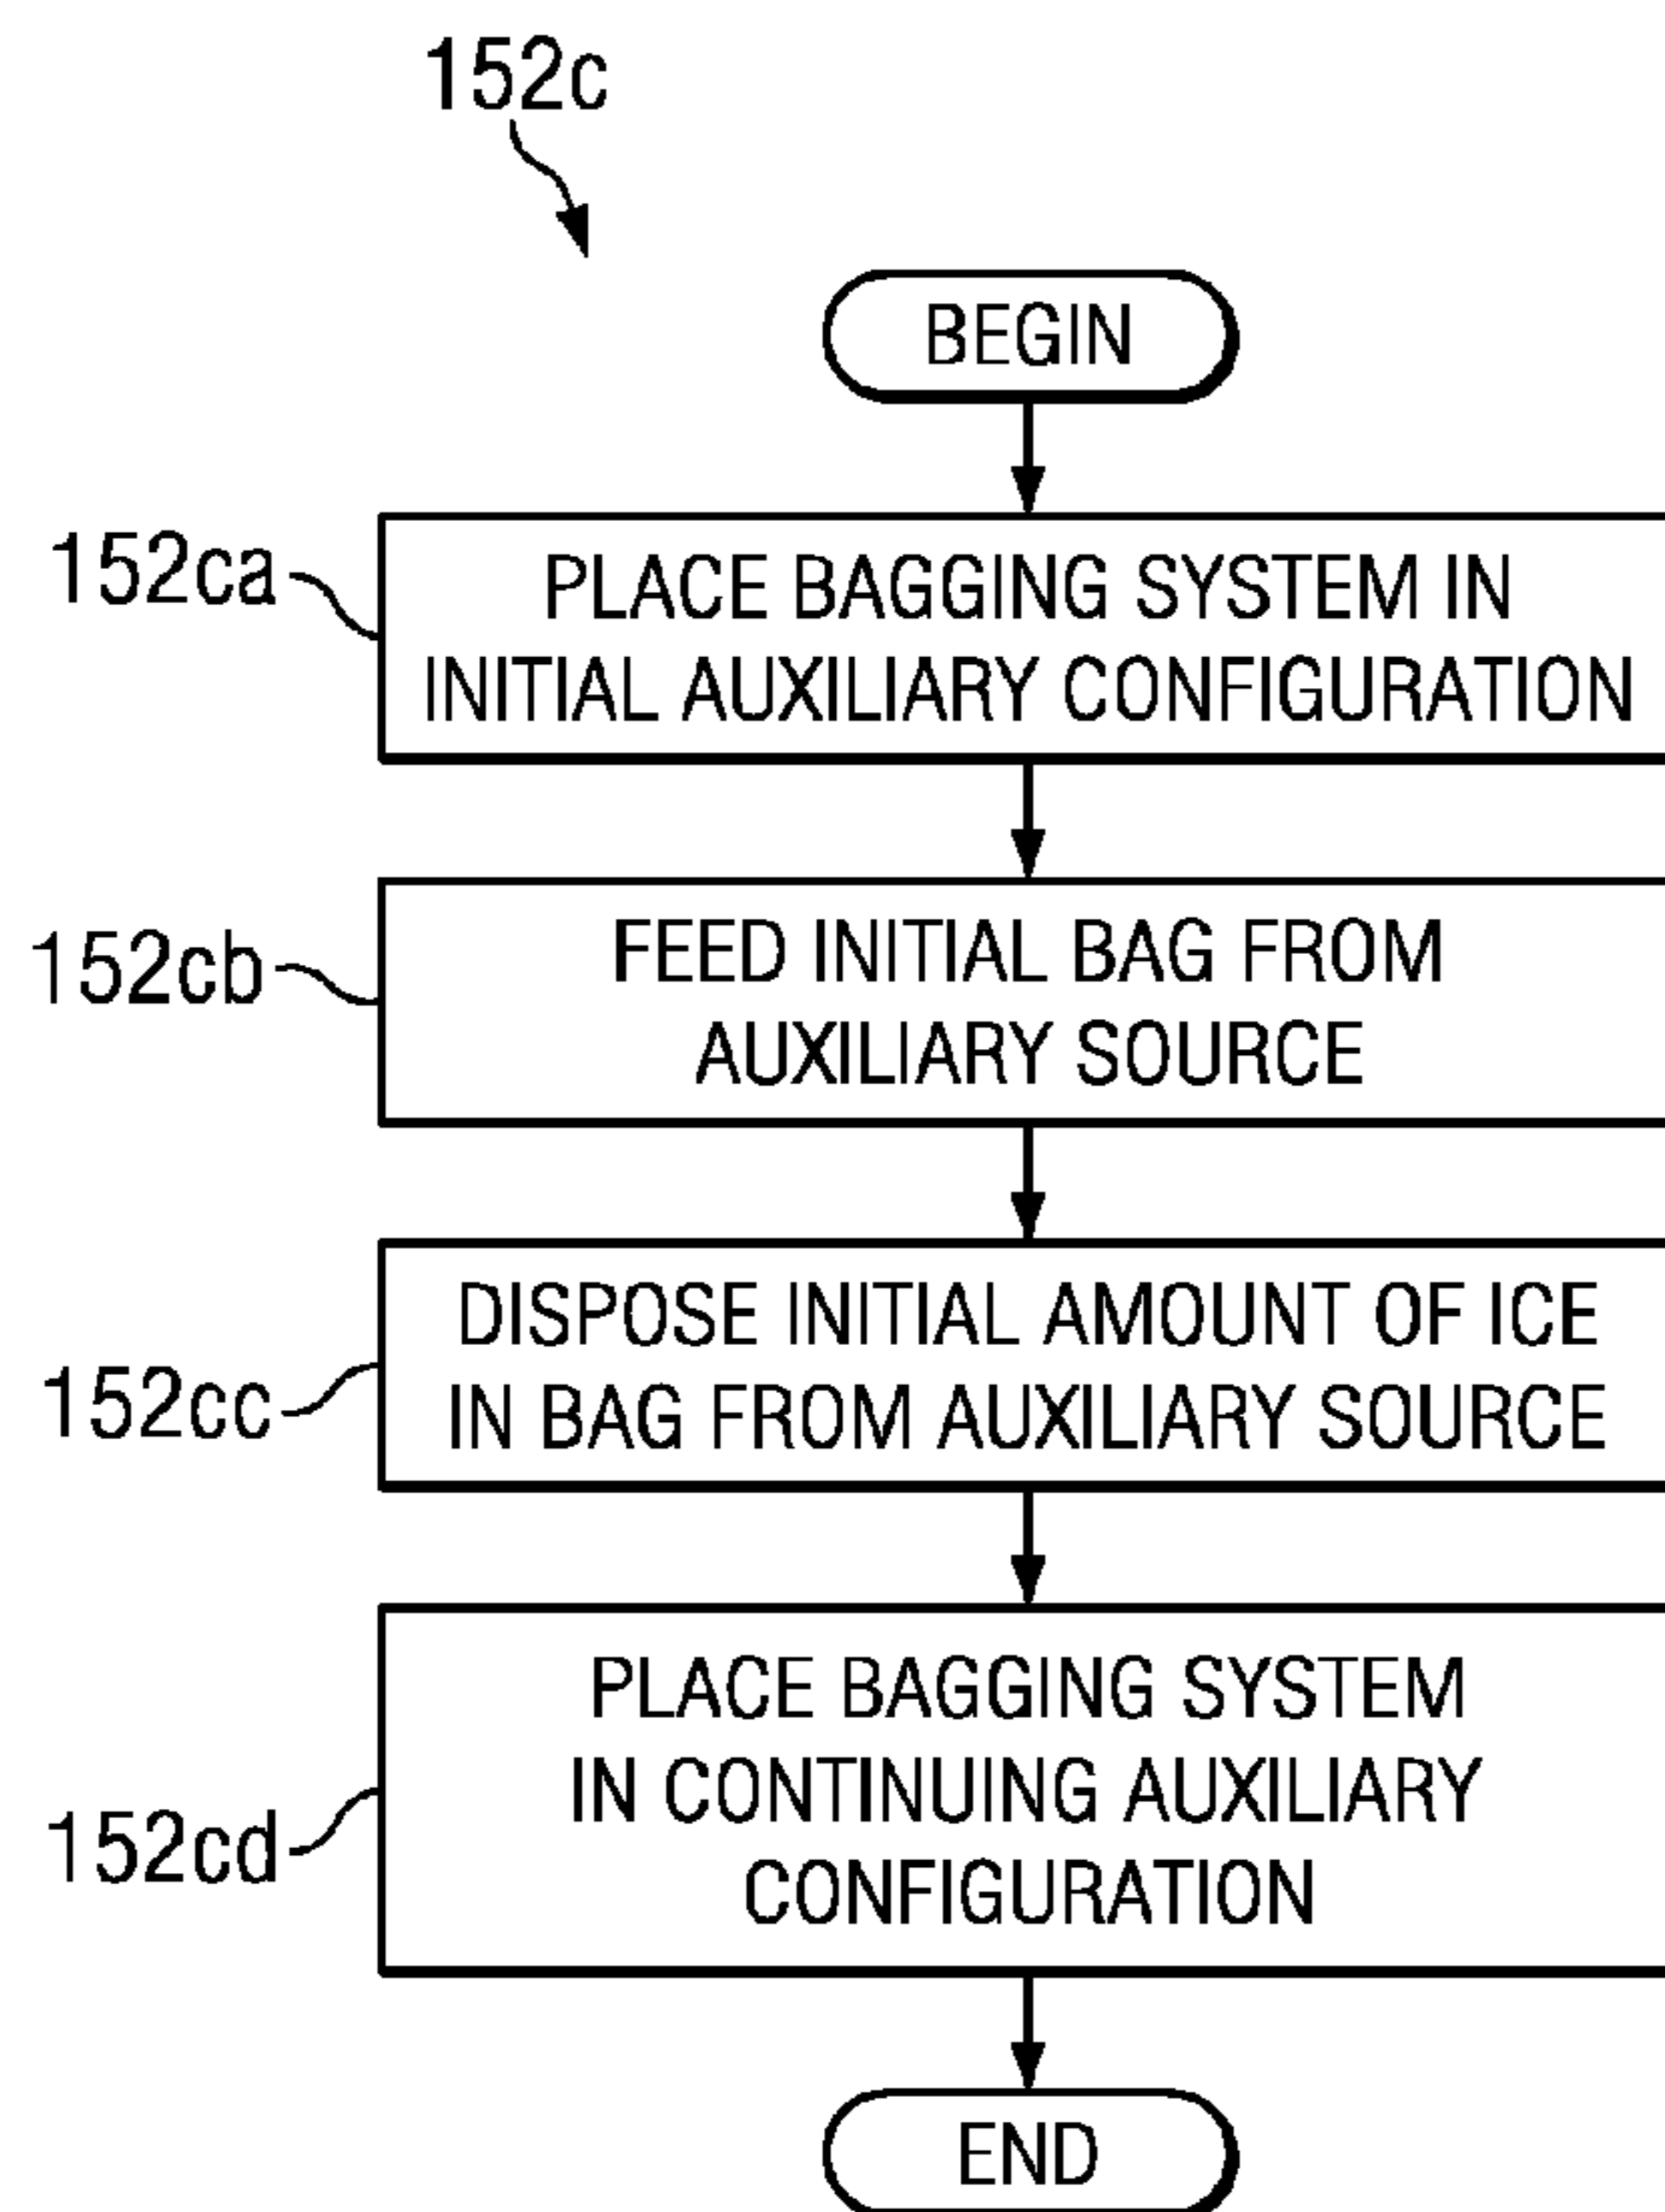 152c
BEGIN
152ca
PLACE BAGGING SYSTEM IN
INITIAL AUXILIARY CONFIGURATION
152cb
FEED INITIAL BAG FROM
AUXILIARY SOURCE
152cc
DISPOSE INITIAL AMOUNT OF ICE
IN BAG FROM AUXILIARY SOURCE
152cd
PLACE BAGGING SYSTEM
IN CONTINUING AUXILIARY
CONFIGURATION
END